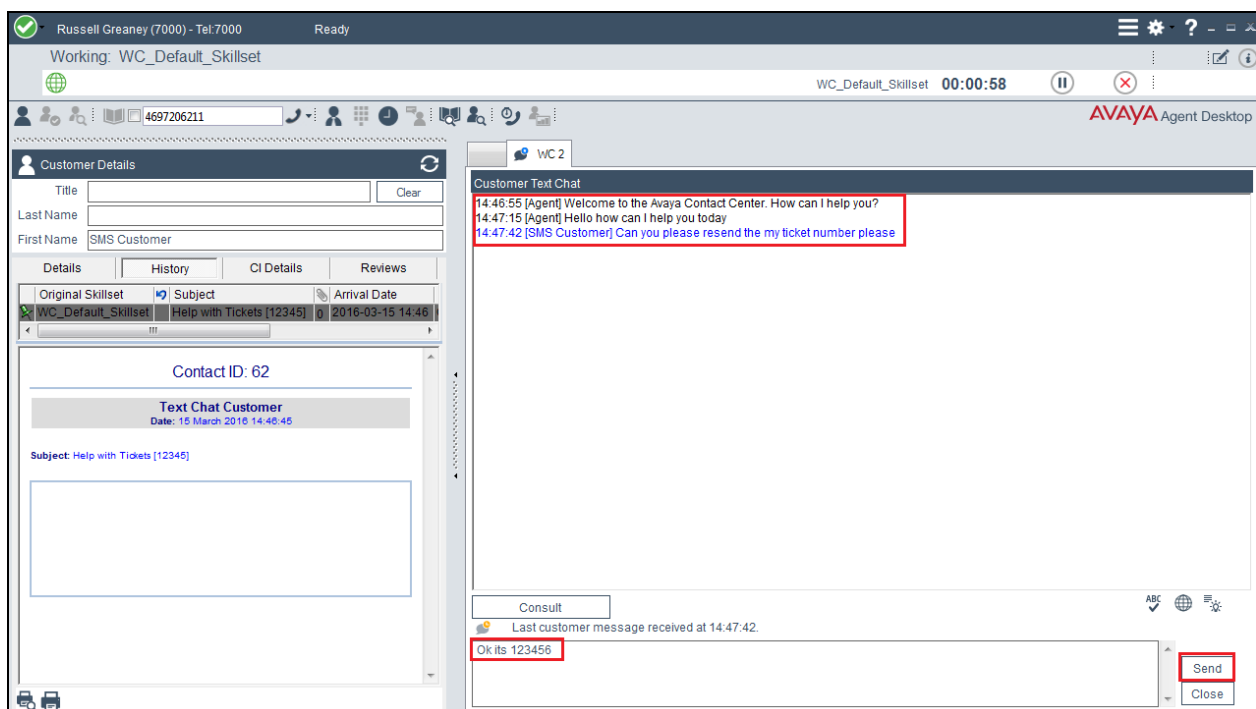 Russell Greaney (7000) - Tel:7000 Ready
Working: WC_Default_Skillset
WC_Default_Skillset 00:00:58
4697206211
AVAYA Agent Desktop
Customer Details
Title
Clear
Last Name
First Name SMS Customer
Details History CI Details Reviews
Original Skillset Subject Arrival Date
WC_Default_Skillset Help with Tickets [12345] 0 2016-03-15 14:46
Contact ID: 62
Text Chat Customer
Date: 15 March 2016 14:46:45
Subject: Help with Tickets [12345]
WC 2
Customer Text Chat
14:46:55 [Agent] Welcome to the Avaya Contact Center. How can I help you?
14:47:15 [Agent] Hello how can I help you today
14:47:42 [SMS Customer] Can you please resend the my ticket number please
Consult
ABC
Last customer message received at 14:47:42.
Ok its 123456
Send
Close